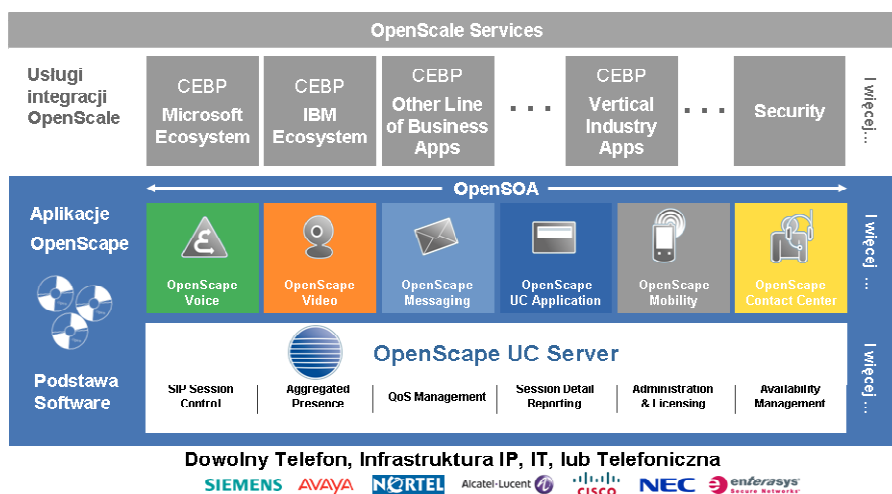 OpenScale Services
Usługi
integracji
OpenScale
CEBP
Microsoft
Ecosystem
CEBP
IBM
Ecosystem
CEBP
Other Line
of Business
Apps
...
CEBP
Vertical
Industry
Apps
...
Security
I więcej...
OpenSOA
Aplikacje
OpenScape
OpenScape
Voice
OpenScape
Video
OpenScape
Messaging
OpenScape
UC Application
OpenScape
Mobility
OpenScape
Contact Center
I więcej ...
Podstawa
Software
OpenScape UC Server
SIP Session
Control
Aggregated
Presence
QoS Management
Session Detail
Reporting
Administration
& Licensing
Availability
Management
I więcej ...
Dowolny Telefon, Infrastruktura IP, IT, lub Telefoniczna
SIEMENS AVAYA NORTEL Alcatel-Lucent CISCO NEC enterasys
Secure Networks